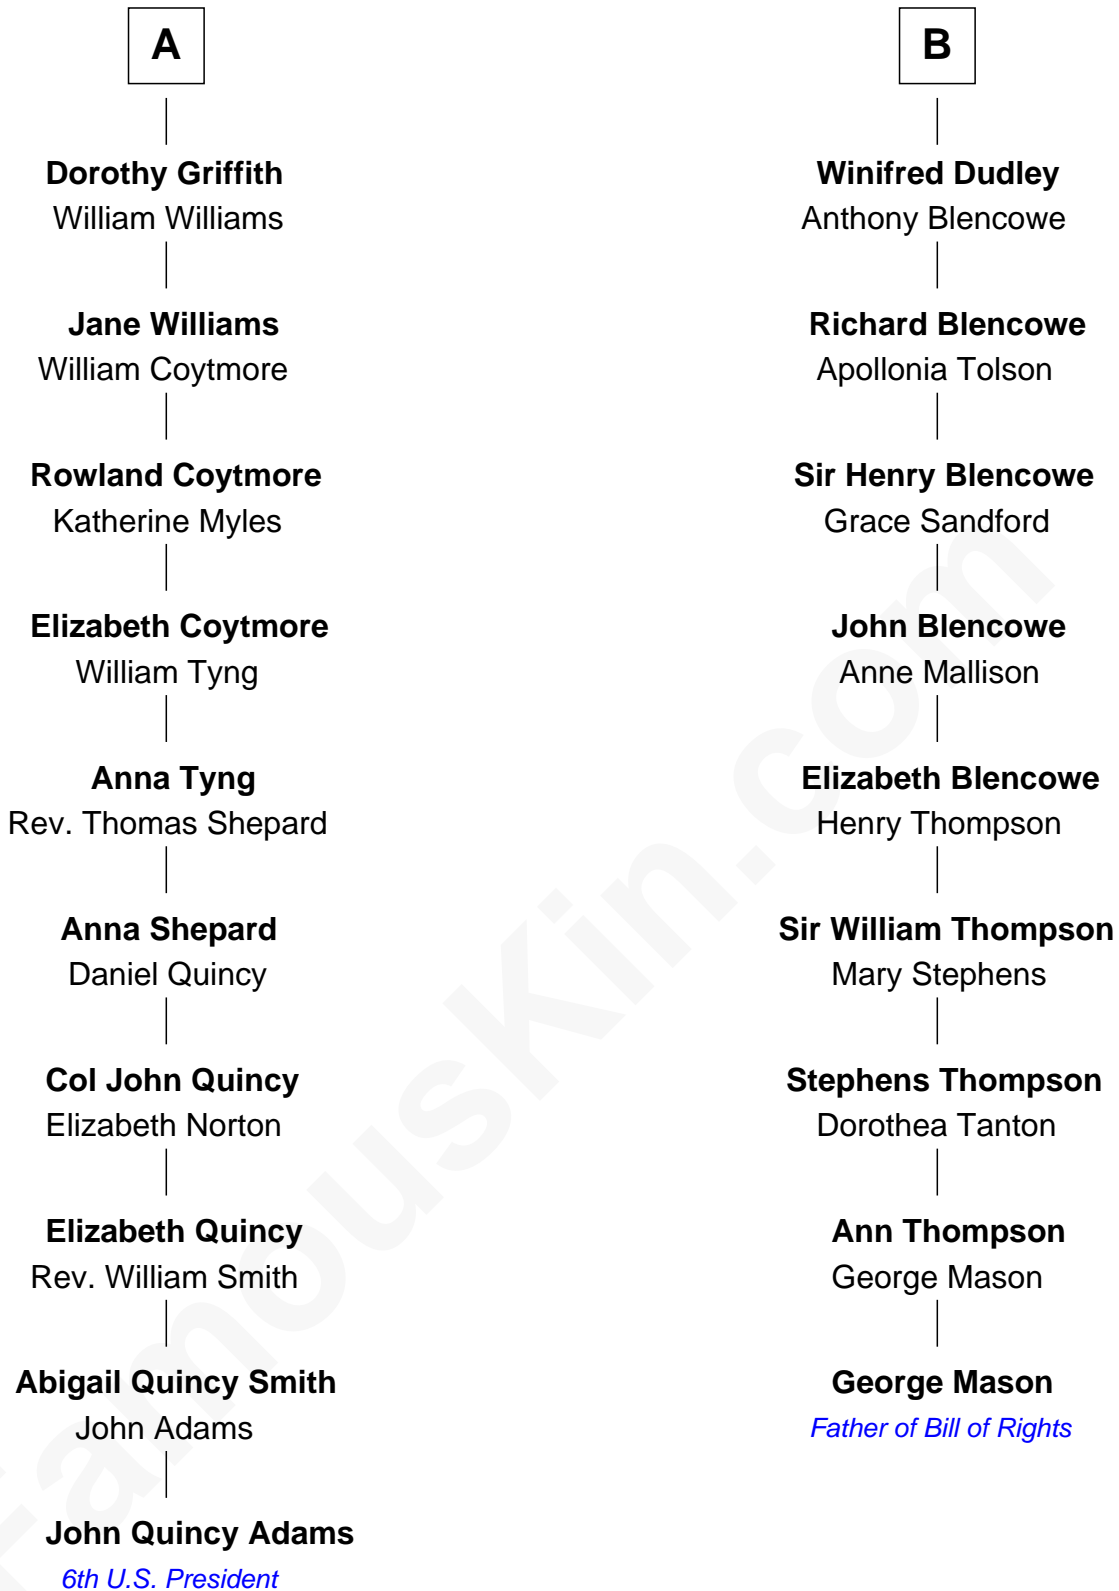 A
Dorothy Griffith
William Williams
Jane Williams
William Coytmore
Rowland Coytmore
Katherine Myles
Elizabeth Coytmore
William Tyng
Anna Tyng
Rev. Thomas Shepard
Anna Shepard
Daniel Quincy
Col John Quincy
Elizabeth Norton
Elizabeth Quincy
Rev. William Smith
Abigail Quincy Smith
John Adams
John Quincy Adams
6th U.S. President
B
Winifred Dudley
Anthony Blencowe
Richard Blencowe
Apollonia Tolson
Sir Henry Blencowe
Grace Sandford
John Blencowe
Anne Mallison
Elizabeth Blencowe
Henry Thompson
Sir William Thompson
Mary Stephens
Stephens Thompson
Dorothea Tanton
Ann Thompson
George Mason
George Mason
Father of Bill of Rights
FamousKin.com